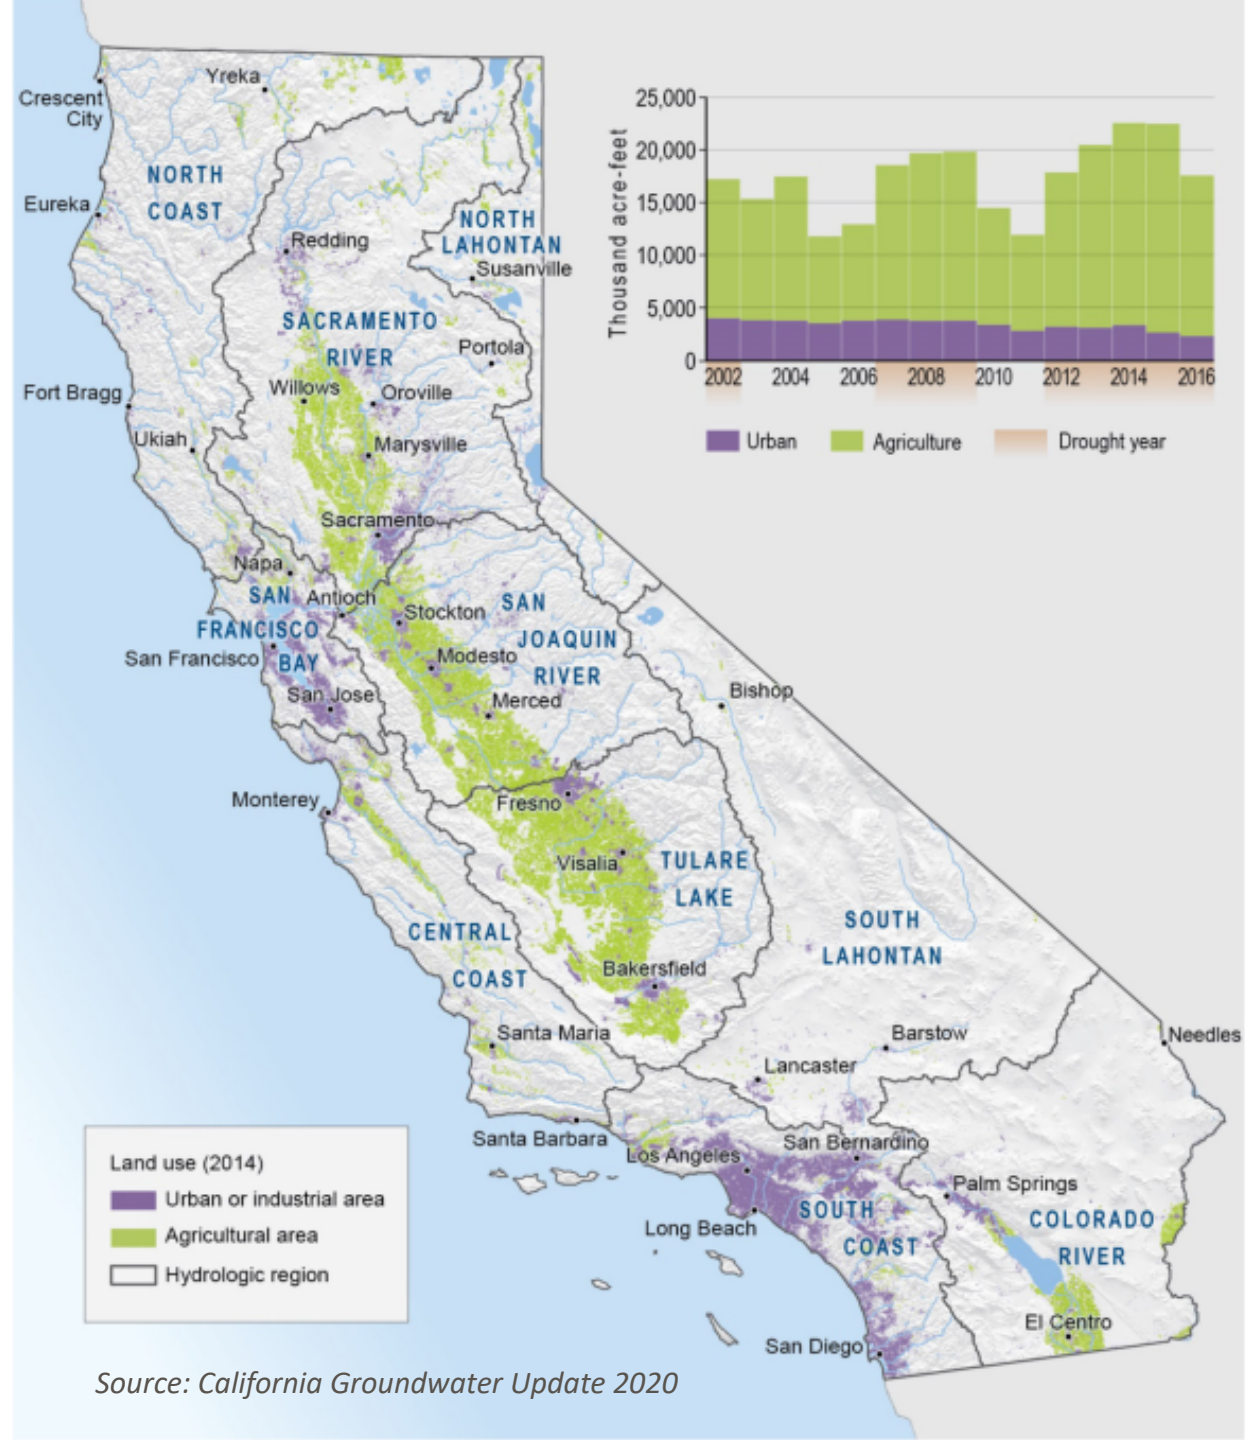 25,000
20,000
15,000
10,000
5,000
0
Thousand acre-feet
2002 2004 2006 2008 2010 2012 2014 2016
Urban Agriculture Drought year
Crescent
City
Yreka
NORTH
COAST
Eureka
NORTH
LAHONTAN
Redding
Susanville
SACRAMENTO
RIVER
Portola
Willows
Oroville
Fort Bragg
Ukiah
Marysville
Sacramento
Napa
SAN
FRANCISCO
BAY
Antioch
Stockton
SAN
JOAQUIN
RIVER
San Francisco
Modesto
San Jose
Merced
Bishop
Monterey
Fresno
Visalia
TULARE
LAKE
CENTRAL
COAST
SOUTH
LAHONTAN
Bakersfield
Santa Maria
Barstow
Needles
Lancaster
Santa Barbara
San Bernardino
Los Angeles
Palm Springs
Long Beach
SOUTH
COAST
COLORADO
RIVER
El Centro
San Diego
Land use (2014)
Urban or industrial area
Agricultural area
Hydrologic region
Source: California Groundwater Update 2020